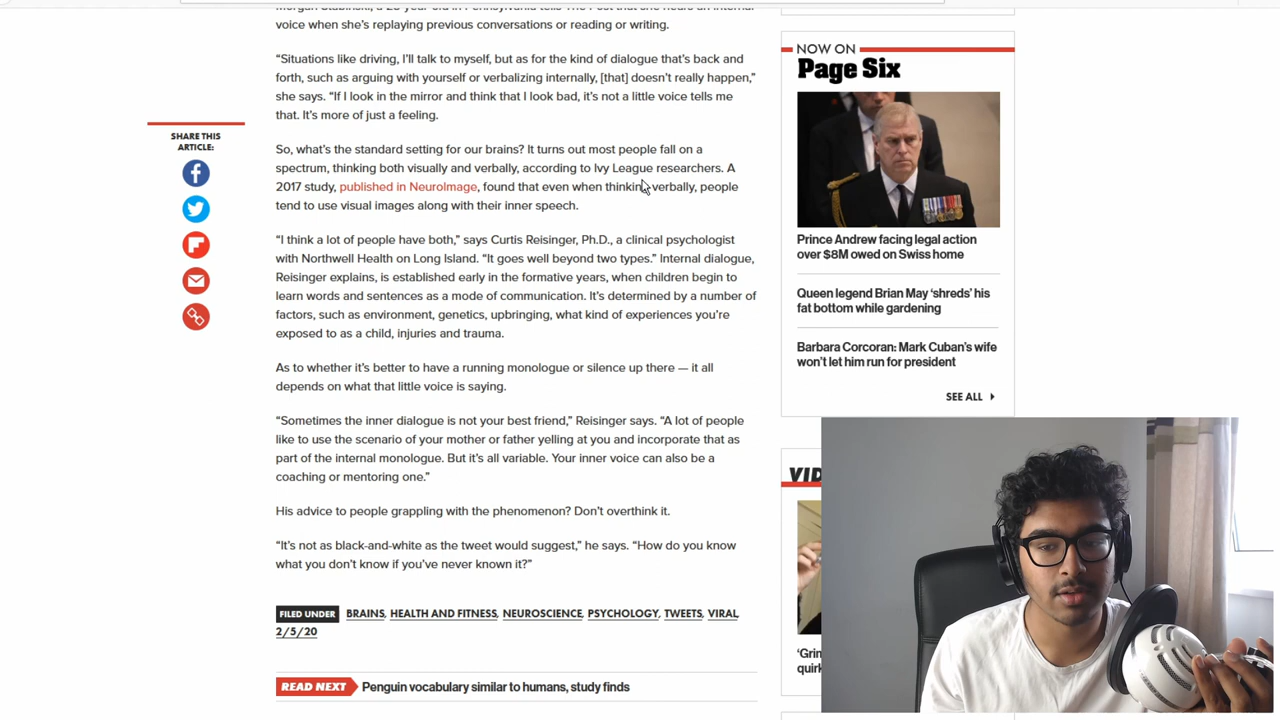 voice when she's replaying previous conversations or reading or writing.
“Situations like driving, I'll talk to myself, but as for the kind of dialogue that's back and
forth, such as arguing with yourself or verbalizing internally, [that] doesn't really happen,”
she says. “If I look in the mirror and think that I look bad, it's not a little voice tells me
that. It's more of just a feeling.
SHARE THIS
ARTICLE:
So, what's the standard setting for our brains? It turns out most people fall on a
spectrum, thinking both visually and verbally, according to Ivy League researchers. A
2017 study, published in NeuroImage, found that even when thinking verbally, people
tend to use visual images along with their inner speech.
“I think a lot of people have both,” says Curtis Reisinger, Ph.D., a clinical psychologist
with Northwell Health on Long Island. “It goes well beyond two types.” Internal dialogue,
Reisinger explains, is established early in the formative years, when children begin to
learn words and sentences as a mode of communication. It's determined by a number of
factors, such as environment, genetics, upbringing, what kind of experiences you're
exposed to as a child, injuries and trauma.
As to whether it's better to have a running monologue or silence up there — it all
depends on what that little voice is saying.
“Sometimes the inner dialogue is not your best friend,” Reisinger says. “A lot of people
like to use the scenario of your mother or father yelling at you and incorporate that as
part of the internal monologue. But it's all variable. Your inner voice can also be a
coaching or mentoring one.”
His advice to people grappling with the phenomenon? Don't overthink it.
“It's not as black-and-white as the tweet would suggest,” he says. “How do you know
what you don't know if you've never known it?”
FILED UNDER BRAINS, HEALTH AND FITNESS, NEUROSCIENCE, PSYCHOLOGY, TWEETS, VIRAL,
2/5/20
READ NEXT Penguin vocabulary similar to humans, study finds
NOW ON
Page Six
Prince Andrew facing legal action
over $8M owed on Swiss home
Queen legend Brian May ‘shreds’ his
fat bottom while gardening
Barbara Corcoran: Mark Cuban's wife
won't let him run for president
SEE ALL
VID
‘Grin
quirk